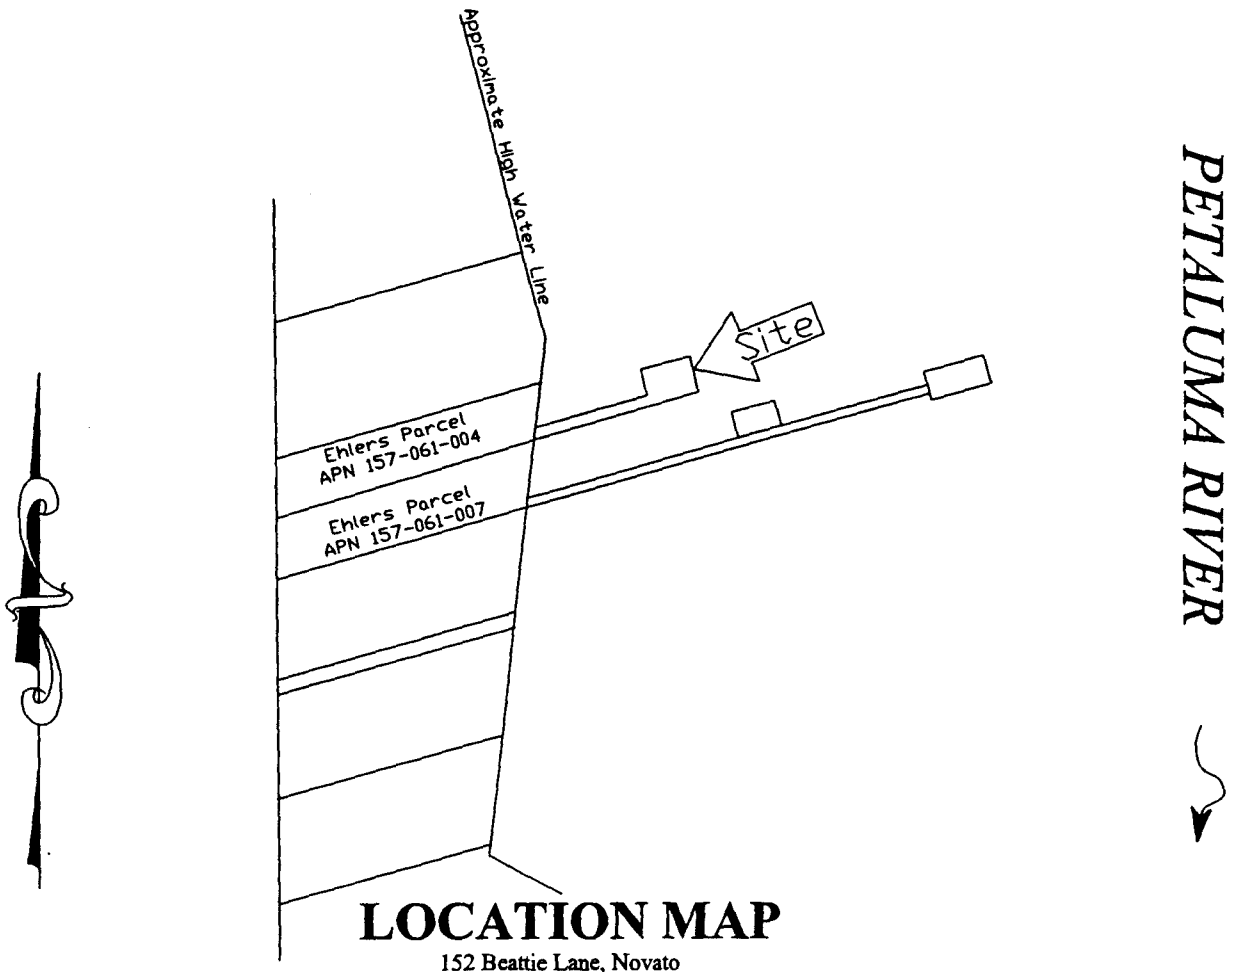 Approximate High Water Line
Site
Ehlers Parcel
APN 157-061-004
Ehlers Parcel
APN 157-061-007
PETALUMA RIVER
LOCATION MAP
152 Beattie Lane, Novato